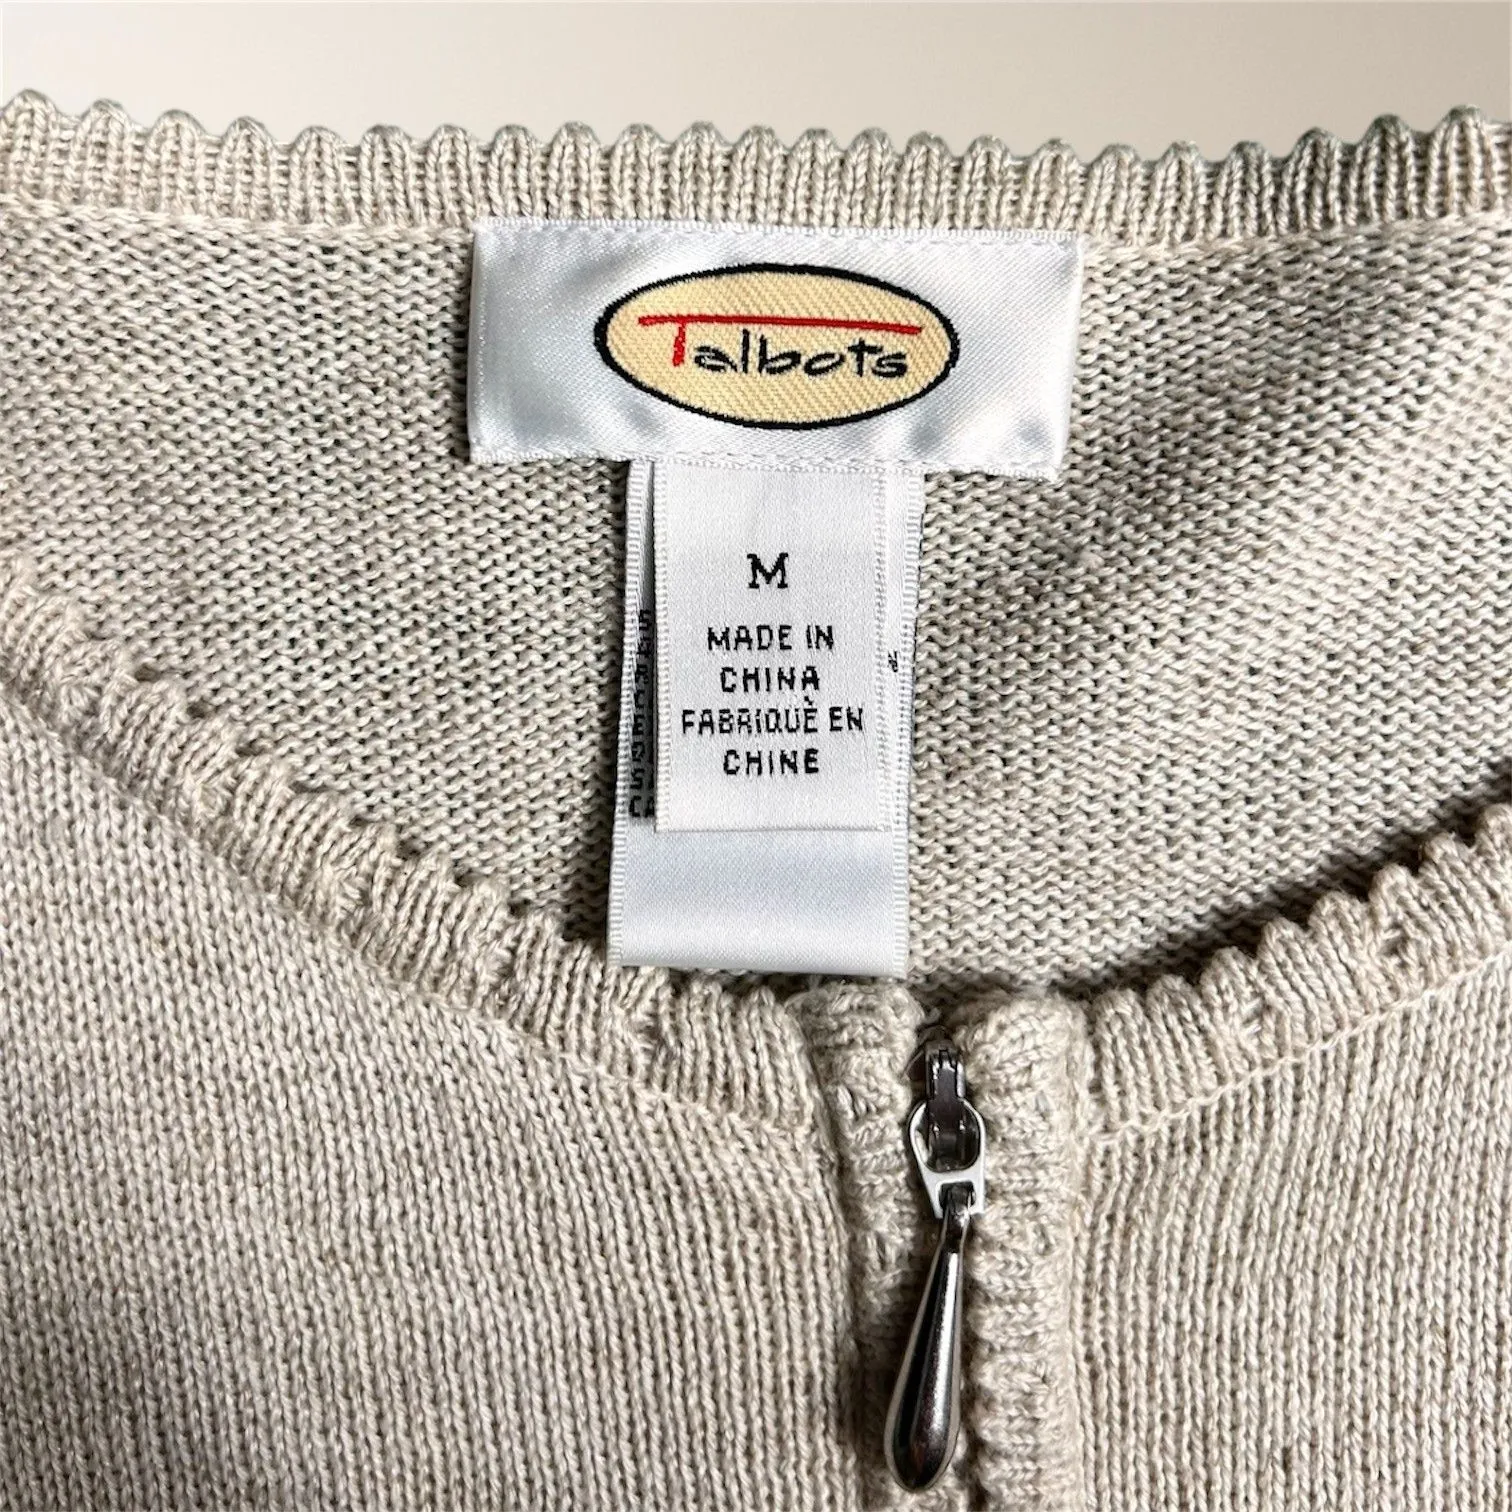 Talbots
M
MADE IN
CHINA
FABRIQUÈ EN
CHINE